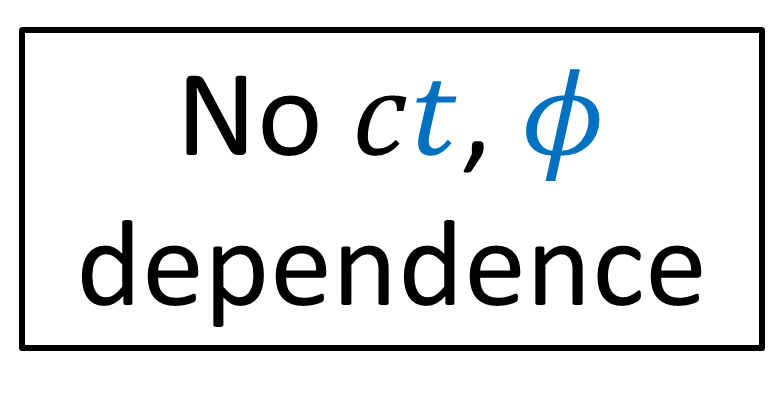 No ct, ϕ
dependence